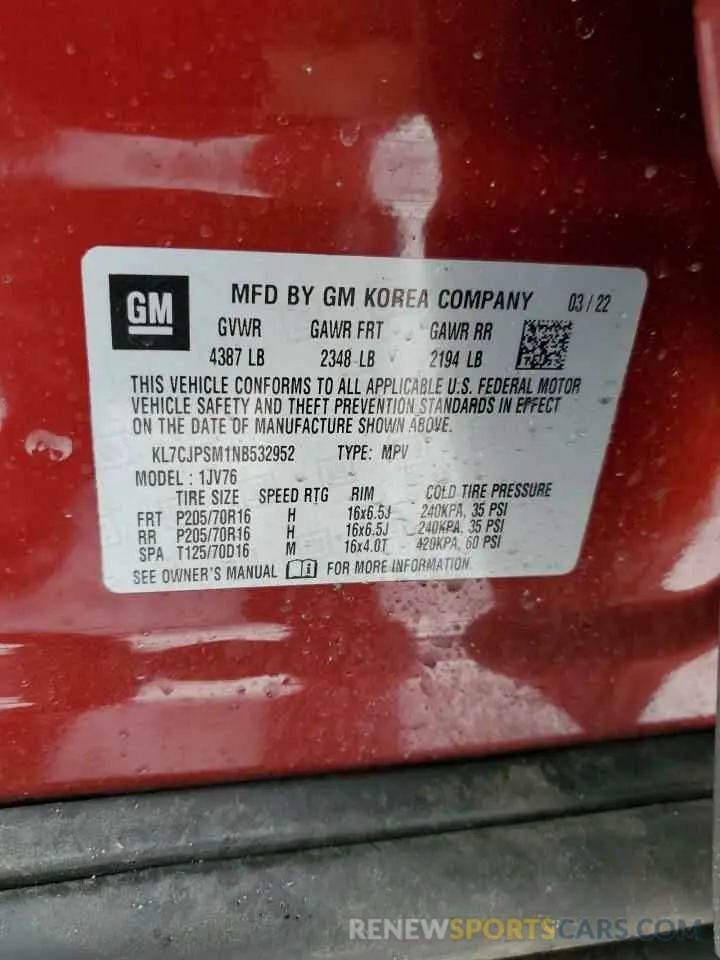 GM
MFD BY GM KOREA COMPANY 03/22
GVWR GAWR FRT GAWR RR
4387 LB 2348 LB 2194 LB
THIS VEHICLE CONFORMS TO ALL APPLICABLE U.S. FEDERAL MOTOR
VEHICLE SAFETY AND THEFT PREVENTION STANDARDS IN EFFECT
ON THE DATE OF MANUFACTURE SHOWN ABOVE.
KL7CJPSM1NB532952 TYPE: MPV
MODEL : 1JV76
TIRE SIZE SPEED RTG RIM COLD TIRE PRESSURE
FRT P205/70R16 H 16x6.5J 240KPA, 35 PSI
RR P205/70R16 H 16x6.5J 240KPA, 35 PSI
SPA T125/70D16 M 16x4.0T 420KPA, 60 PSI
SEE OWNER'S MANUAL FOR MORE INFORMATION
RENEWSPORTSCARS.COM